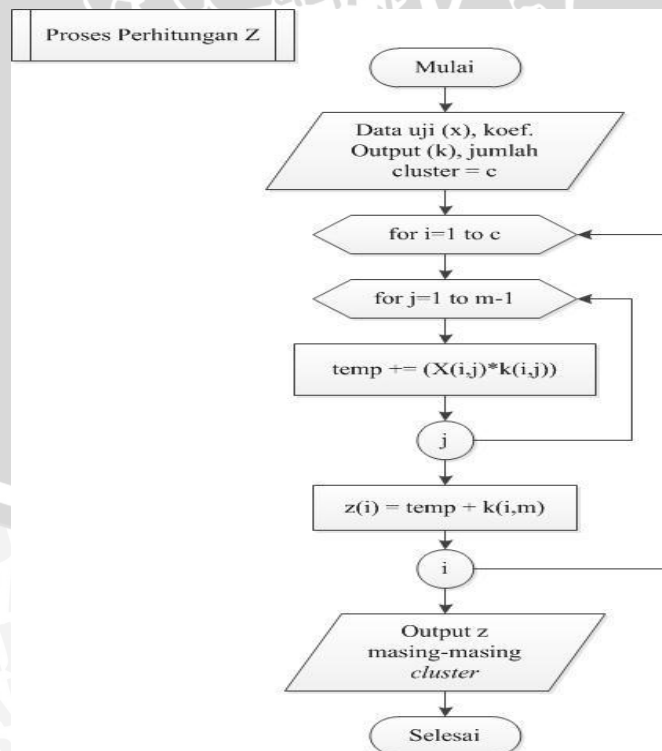 Proses Perhitungan Z
Mulai
Data uji (x), koef.
Output (k), jumlah
cluster = c
for i=1 to c
for j=1 to m-1
temp += (X(i,j)*k(i,j))
j
z(i) = temp + k(i,m)
i
Output z
masing-masing
cluster
Selesai